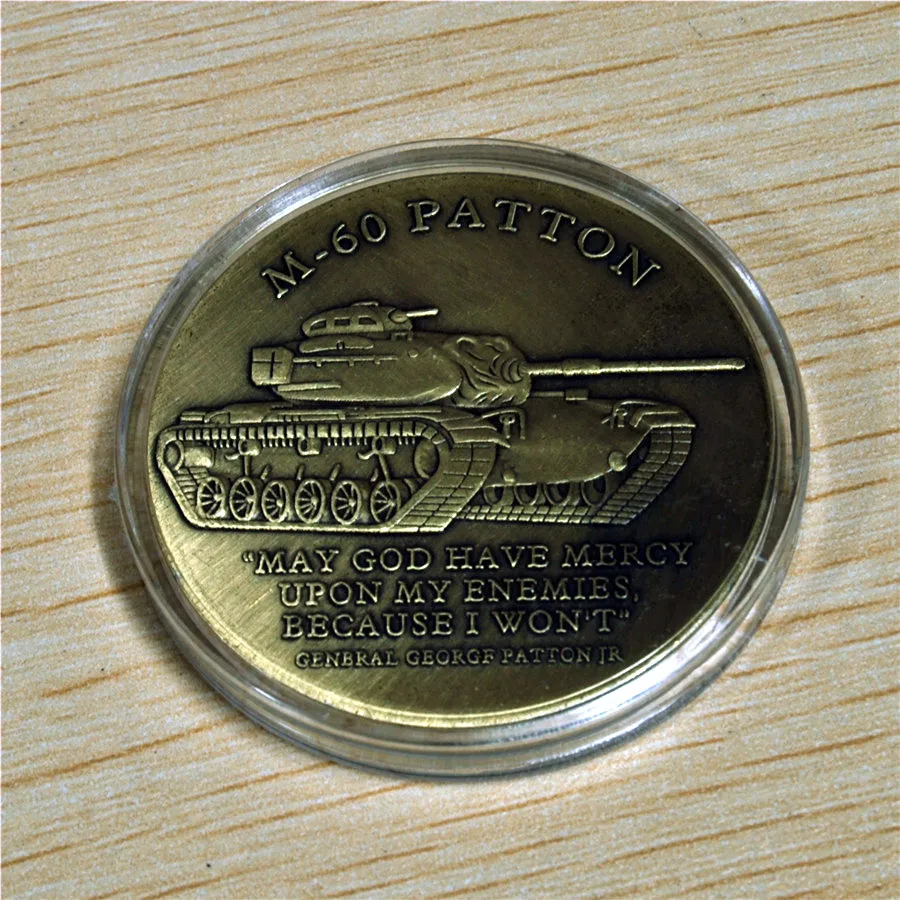 M-60 PATTON
"MAY GOD HAVE MERCY
UPON MY ENEMIES,
BECAUSE I WON'T"
GENERAL GEORGE PATTON JR